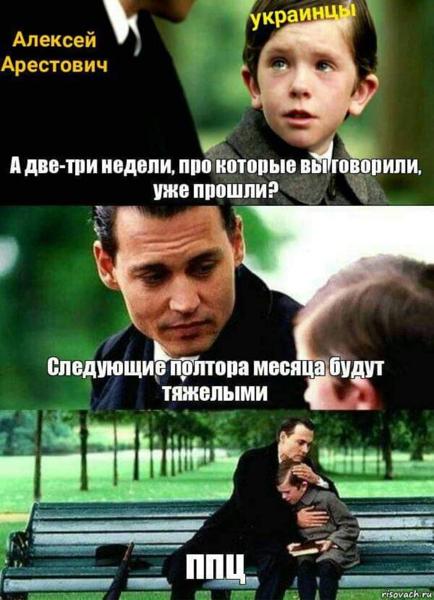 Алексей
Арестович
украинцы
А две-три недели, про которые вы говорили,
уже прошли?
Следующие полтора месяца будут
тяжелыми
ппц
risovach.ru